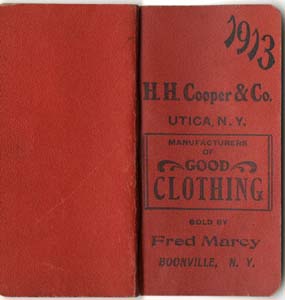 1913
H. H. Cooper & Co.
UTICA, N. Y.
MANUFACTURERS
OF
GOOD
CLOTHING
SOLD BY
Fred Marcy
BOONVILLE, N. Y.